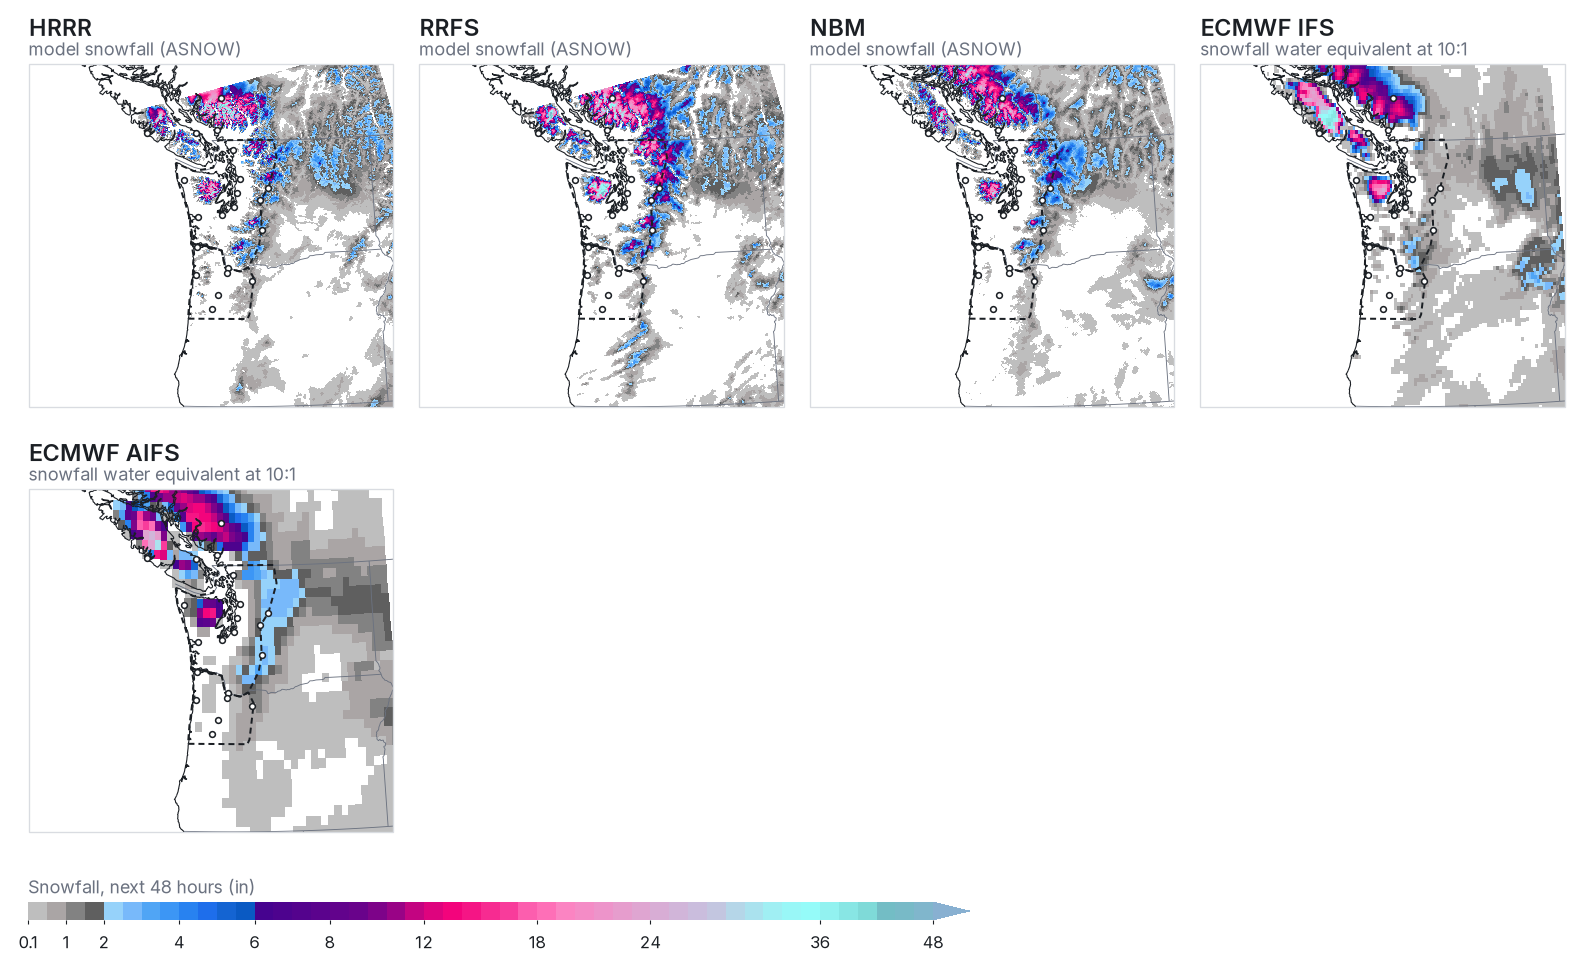 HRRR
model snowfall (ASNOW)
RRFS
model snowfall (ASNOW)
NBM
model snowfall (ASNOW)
ECMWF IFS
snowfall water equivalent at 10:1
ECMWF AIFS
snowfall water equivalent at 10:1
Snowfall, next 48 hours (in)
0.1 1 2 4 6 8 12 18 24 36 48